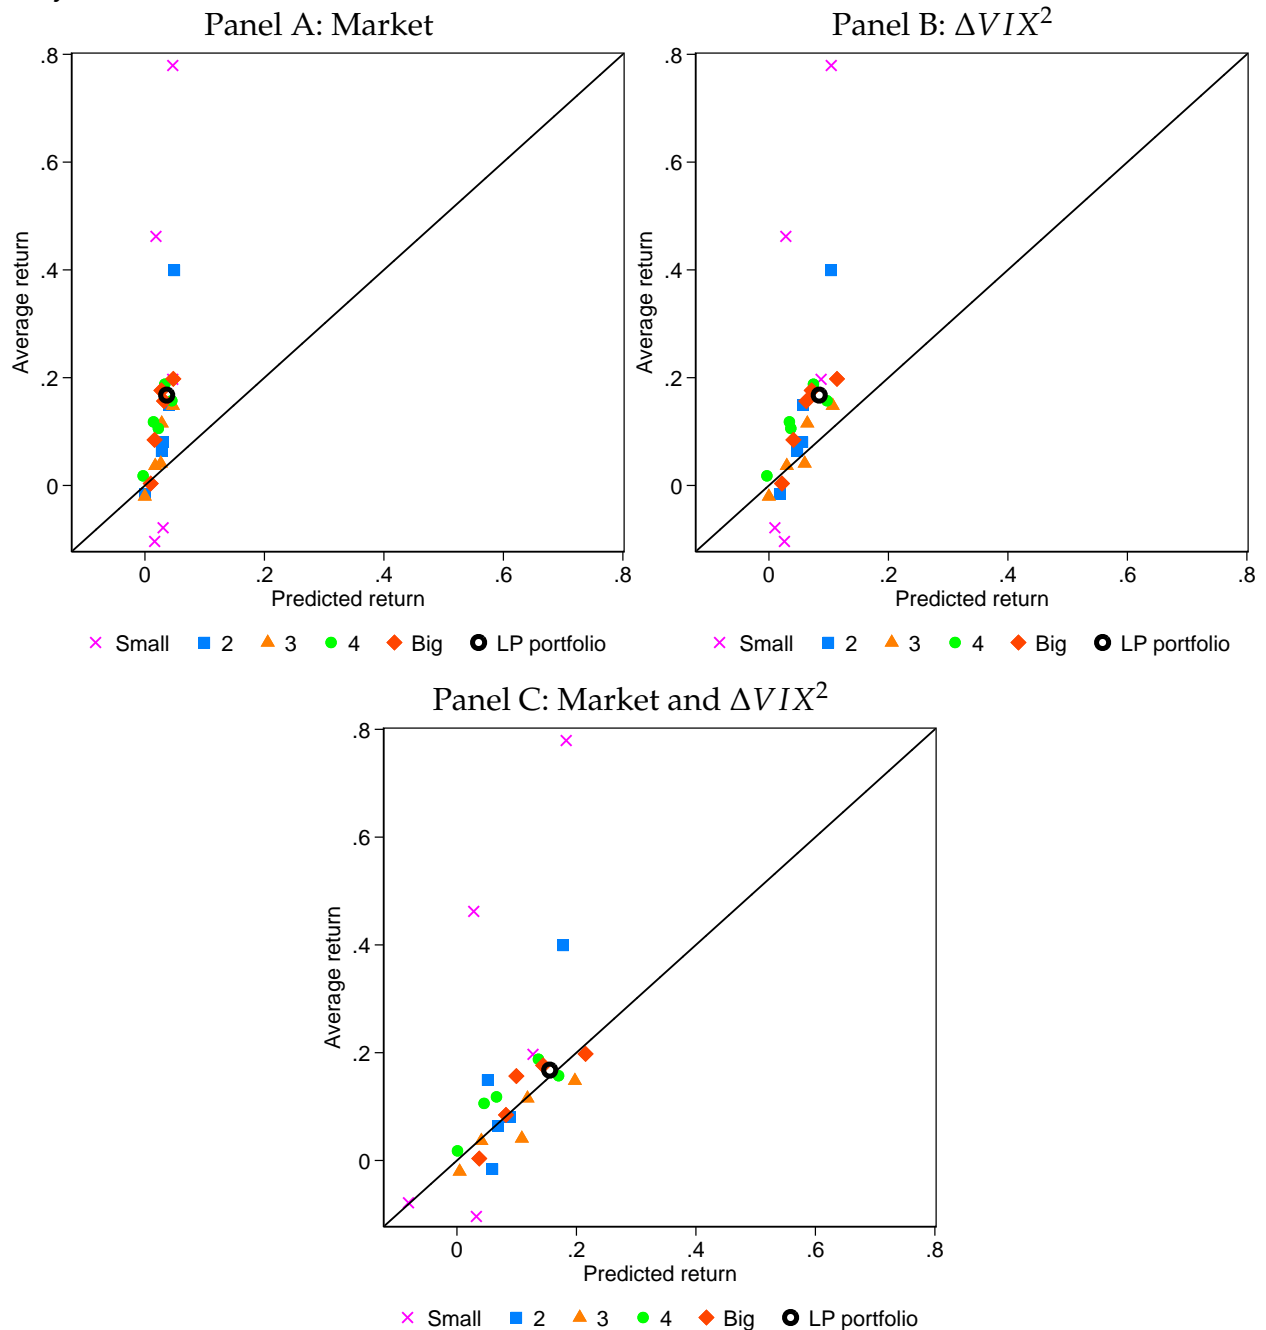 Panel A: Market
.8
.6
.4
.2
0
Average return
0 .2 .4 .6 .8
Predicted return
Small 2 3 4 Big LP portfolio
Panel B: ΔVIX²
.8
.6
.4
.2
0
Average return
0 .2 .4 .6 .8
Predicted return
Small 2 3 4 Big LP portfolio
Panel C: Market and ΔVIX²
.8
.6
.4
.2
0
Average return
0 .2 .4 .6 .8
Predicted return
Small 2 3 4 Big LP portfolio